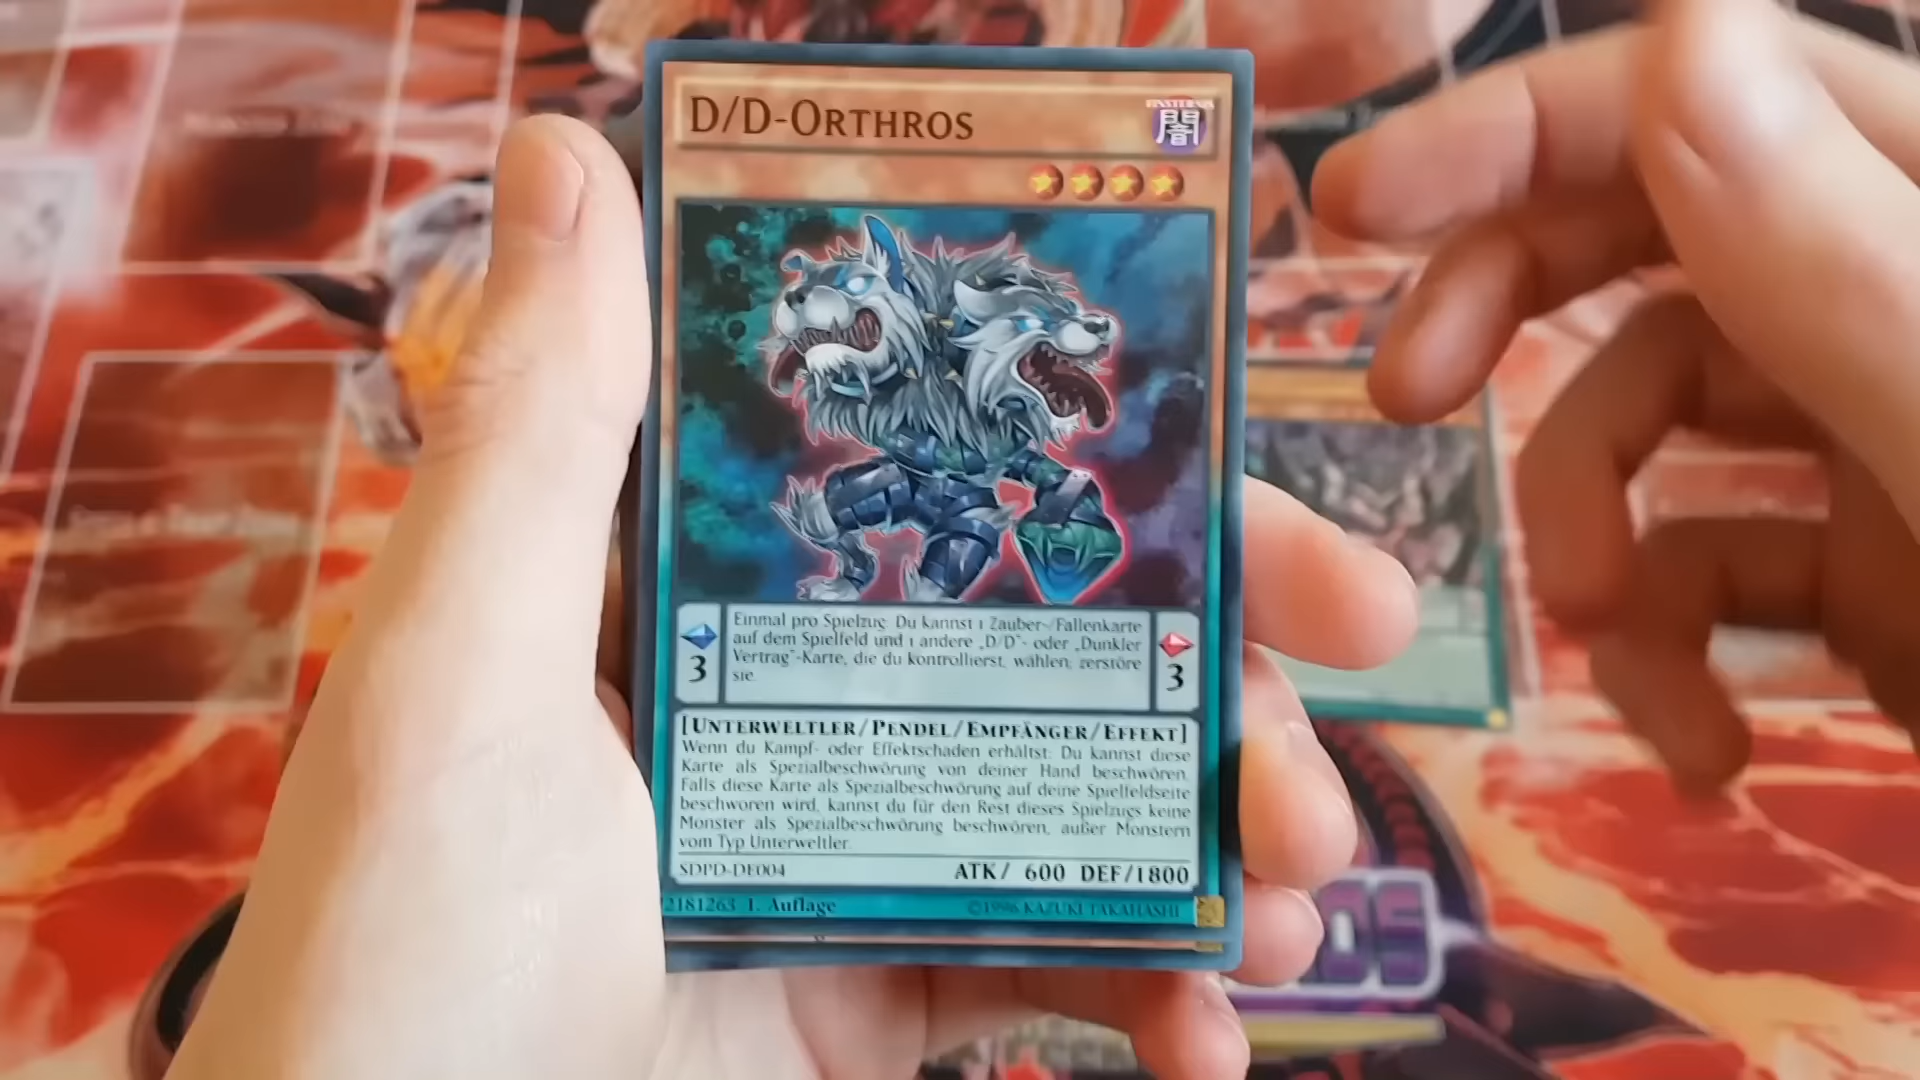 D/D-Orthros
FINSTERNIS
闇
Einmal pro Spielzug: Du kannst 1 Zauber-/Fallenkarte
auf dem Spielfeld und 1 andere „D/D"- oder „Dunkler
Vertrag"-Karte, die du kontrollierst, wählen; zerstöre
sie.
3
3
[Unterweltler/Pendel/Empfänger/Effekt]
Wenn du Kampf- oder Effektschaden erhältst: Du kannst diese
Karte als Spezialbeschwörung von deiner Hand beschwören.
Falls diese Karte als Spezialbeschwörung auf deine Spielfeldseite
beschworen wird, kannst du für den Rest dieses Spielzugs keine
Monster als Spezialbeschwörung beschwören, außer Monstern
vom Typ Unterweltler.
SDPD-DE004
ATK/ 600 DEF/1800
2181263 1. Auflage
©1996 KAZUKI TAKAHASHI